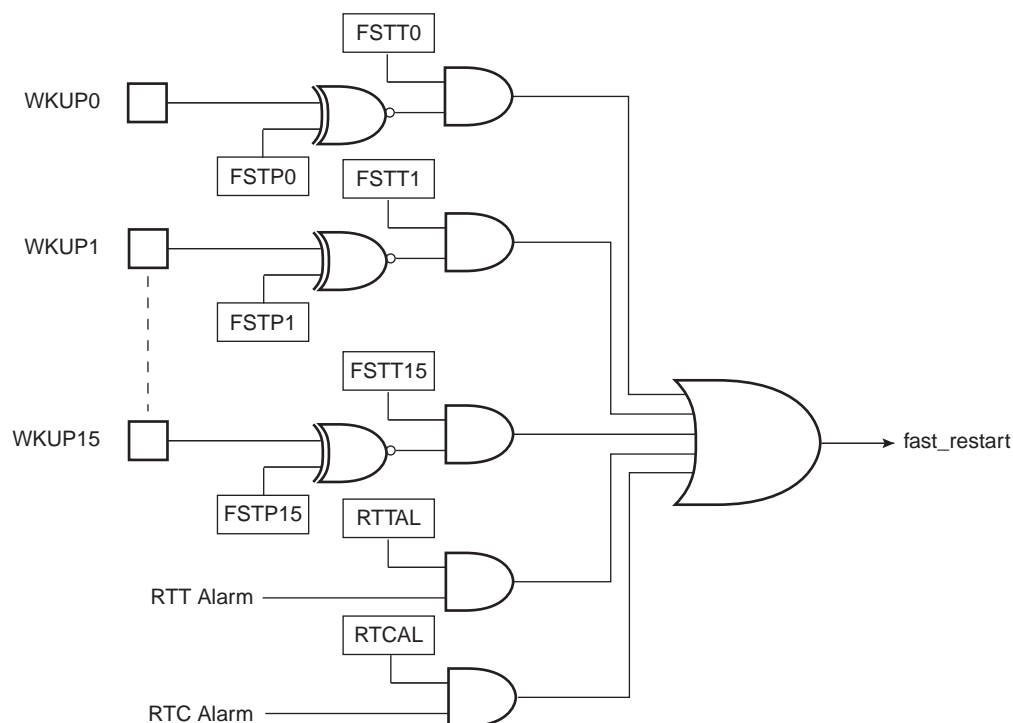 FSTT0
WKUP0
FSTP0
FSTT1
WKUP1
FSTP1
FSTT15
WKUP15
fast_restart
FSTP15
RTTAL
RTT Alarm
RTCAL
RTC Alarm